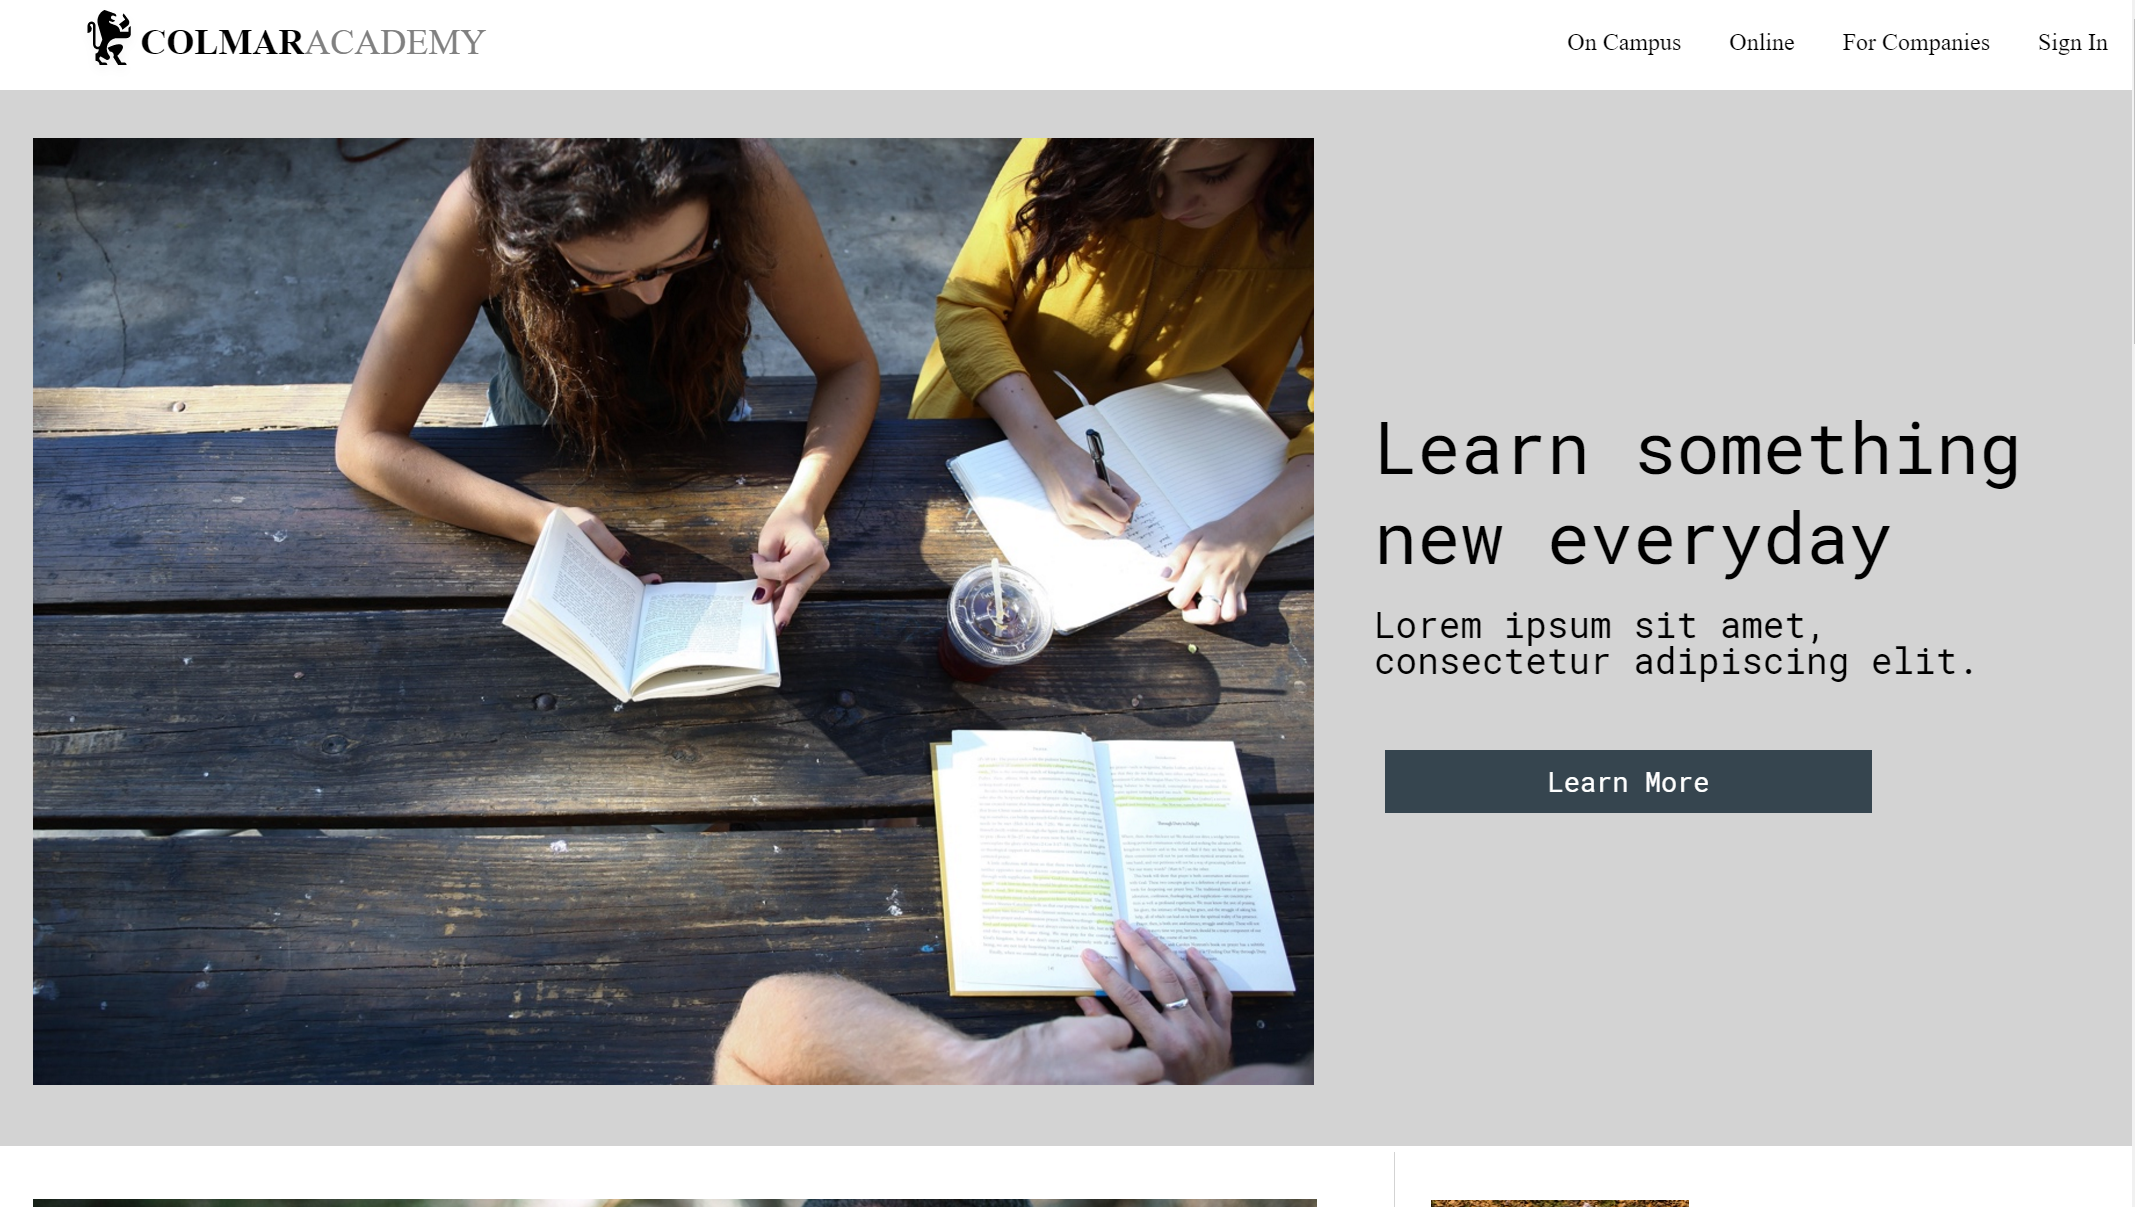 COLMARACADEMY
On Campus Online For Companies Sign In
Learn something
new everyday
Lorem ipsum sit amet,
consectetur adipiscing elit.
Learn More